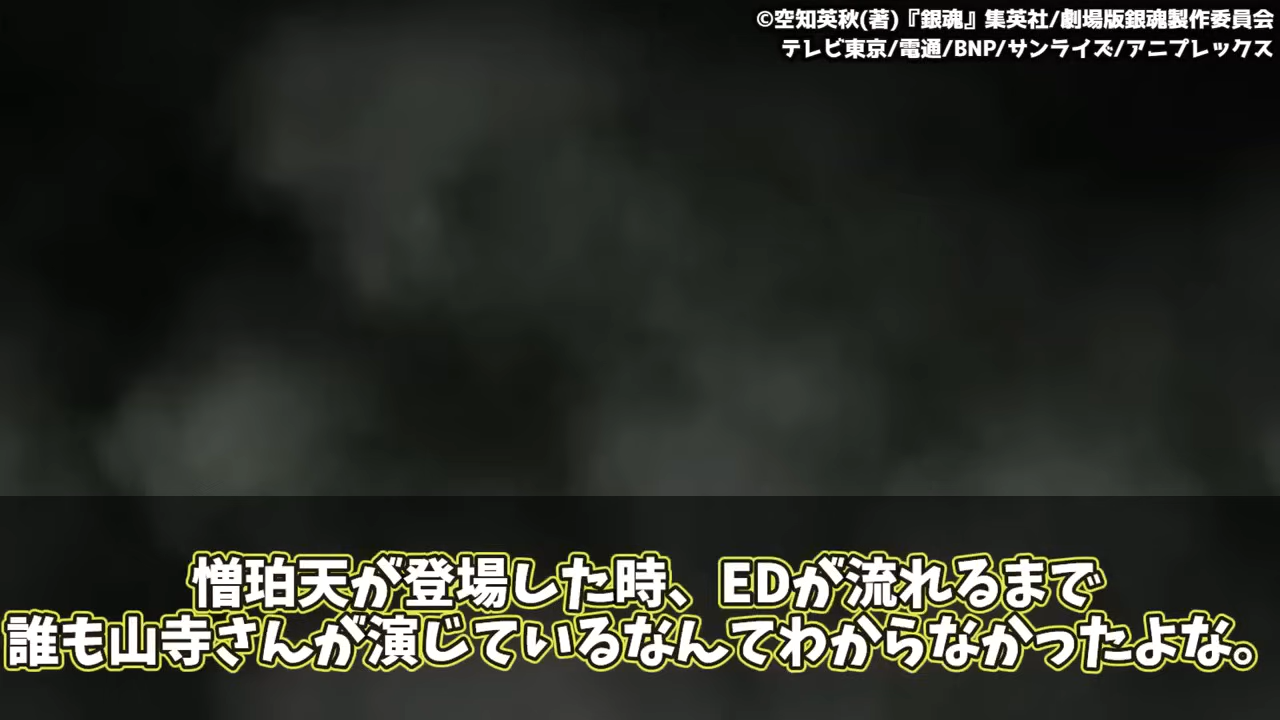 ©空知英秋(著)『銀魂』集英社/劇場版銀魂製作委員会
テレビ東京/電通/BNP/サンライズ/アニプレックス
憎珀天が登場した時、EDが流れるまで
誰も山寺さんが演じているなんてわからなかったよな。